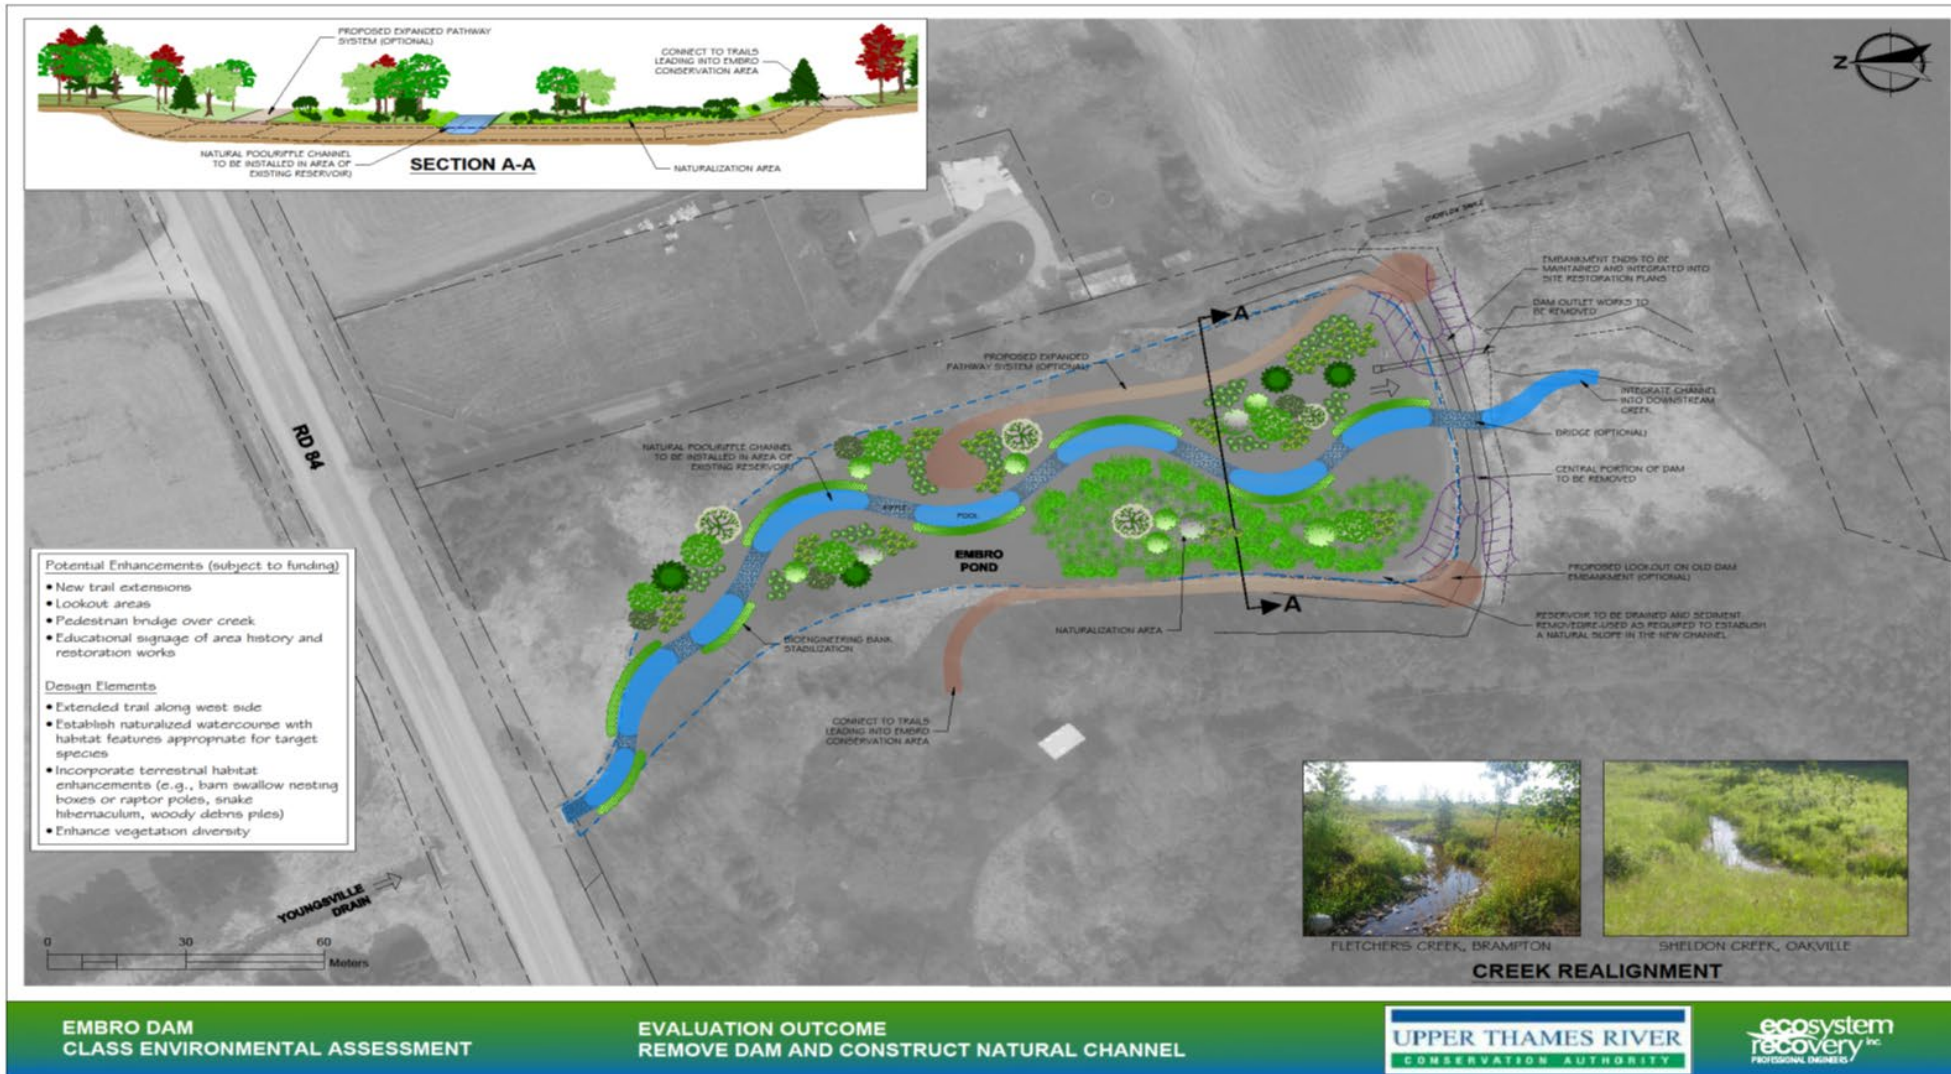 PROPOSED EXPANDED PATHWAY
SYSTEM (OPTIONAL)
CONNECT TO TRAILS
LEADING INTO EMBRO
CONSERVATION AREA
NATURAL POOL/RIFFLE CHANNEL
TO BE INSTALLED IN AREA OF
EXISTING RESERVOIR)
SECTION A-A
NATURALIZATION AREA
Z
OVERFLOW SWALE
EMBANKMENT ENDS TO BE
MAINTAINED AND INTEGRATED INTO
SITE RESTORATION PLANS
DAM OUTLET WORKS TO
BE REMOVED
A
PROPOSED EXPANDED
PATHWAY SYSTEM (OPTIONAL)
INTEGRATE CHANNEL
INTO DOWNSTREAM
CREEK
BRIDGE (OPTIONAL)
RD 84
NATURAL POOL/RIFFLE CHANNEL
TO BE INSTALLED IN AREA OF
EXISTING RESERVOIR)
CENTRAL PORTION OF DAM
TO BE REMOVED
RIFFLE
POOL
EMBRO
POND
PROPOSED LOOKOUT ON OLD DAM
EMBANKMENT (OPTIONAL)
A
RESERVOIR TO BE DRAINED AND SEDIMENT
REMOVED/RE-USED AS REQUIRED TO ESTABLISH
A NATURAL SLOPE IN THE NEW CHANNEL
NATURALIZATION AREA
BIOENGINEERING BANK
STABILIZATION
CONNECT TO TRAILS
LEADING INTO EMBRO
CONSERVATION AREA
Potential Enhancements (subject to funding)
• New trail extensions
• Lookout areas
• Pedestrian bridge over creek
• Educational signage of area history and
restoration works
Design Elements
• Extended trail along west side
• Establish naturalized watercourse with
habitat features appropriate for target
species
• Incorporate terrestrial habitat
enhancements (e.g., barn swallow nesting
boxes or raptor poles, snake
hibernaculum, woody debris piles)
• Enhance vegetation diversity
YOUNGSVILLE
DRAIN
0 30 60
Meters
FLETCHER'S CREEK, BRAMPTON
SHELDON CREEK, OAKVILLE
CREEK REALIGNMENT
EMBRO DAM
CLASS ENVIRONMENTAL ASSESSMENT
EVALUATION OUTCOME
REMOVE DAM AND CONSTRUCT NATURAL CHANNEL
UPPER THAMES RIVER
CONSERVATION AUTHORITY
ecosystem
recovery inc.
PROFESSIONAL ENGINEERS